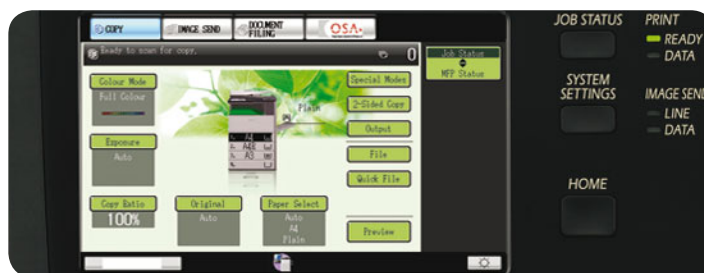 COPY
IMAGE SEND
DOCUMENT
FILING
OSA
Ready to scan for copy.
0
Job Status
MFP Status
Colour Mode
Full Colour
Exposure
Auto
Copy Ratio
100%
Original
Auto
Paper Select
Auto
A4
Plain
Plain
A4
A4R
A3
Special Modes
2-Sided Copy
Output
File
Quick File
Preview
JOB STATUS
SYSTEM
SETTINGS
HOME
PRINT
READY
DATA
IMAGE SEND
LINE
DATA